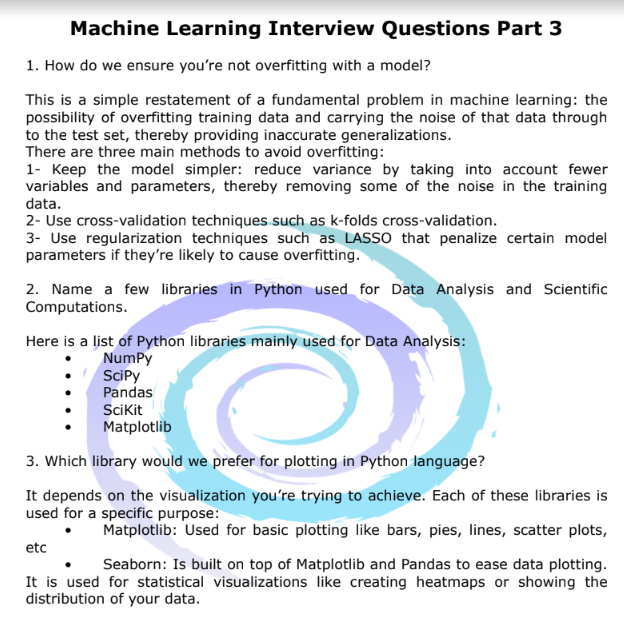 Machine Learning Interview Questions Part 3
1. How do we ensure you're not overfitting with a model?
This is a simple restatement of a fundamental problem in machine learning: the
possibility of overfitting training data and carrying the noise of that data through
to the test set, thereby providing inaccurate generalizations.
There are three main methods to avoid overfitting:
1- Keep the model simpler: reduce variance by taking into account fewer
variables and parameters, thereby removing some of the noise in the training
data.
2- Use cross-validation techniques such as k-folds cross-validation.
3- Use regularization techniques such as LASSO that penalize certain model
parameters if they're likely to cause overfitting.
2. Name a few libraries in Python used for Data Analysis and Scientific
Computations.
Here is a list of Python libraries mainly used for Data Analysis:
• NumPy
• SciPy
• Pandas
• SciKit
• Matplotlib
3. Which library would we prefer for plotting in Python language?
It depends on the visualization you're trying to achieve. Each of these libraries is
used for a specific purpose:
• Matplotlib: Used for basic plotting like bars, pies, lines, scatter plots,
etc
• Seaborn: Is built on top of Matplotlib and Pandas to ease data plotting.
It is used for statistical visualizations like creating heatmaps or showing the
distribution of your data.